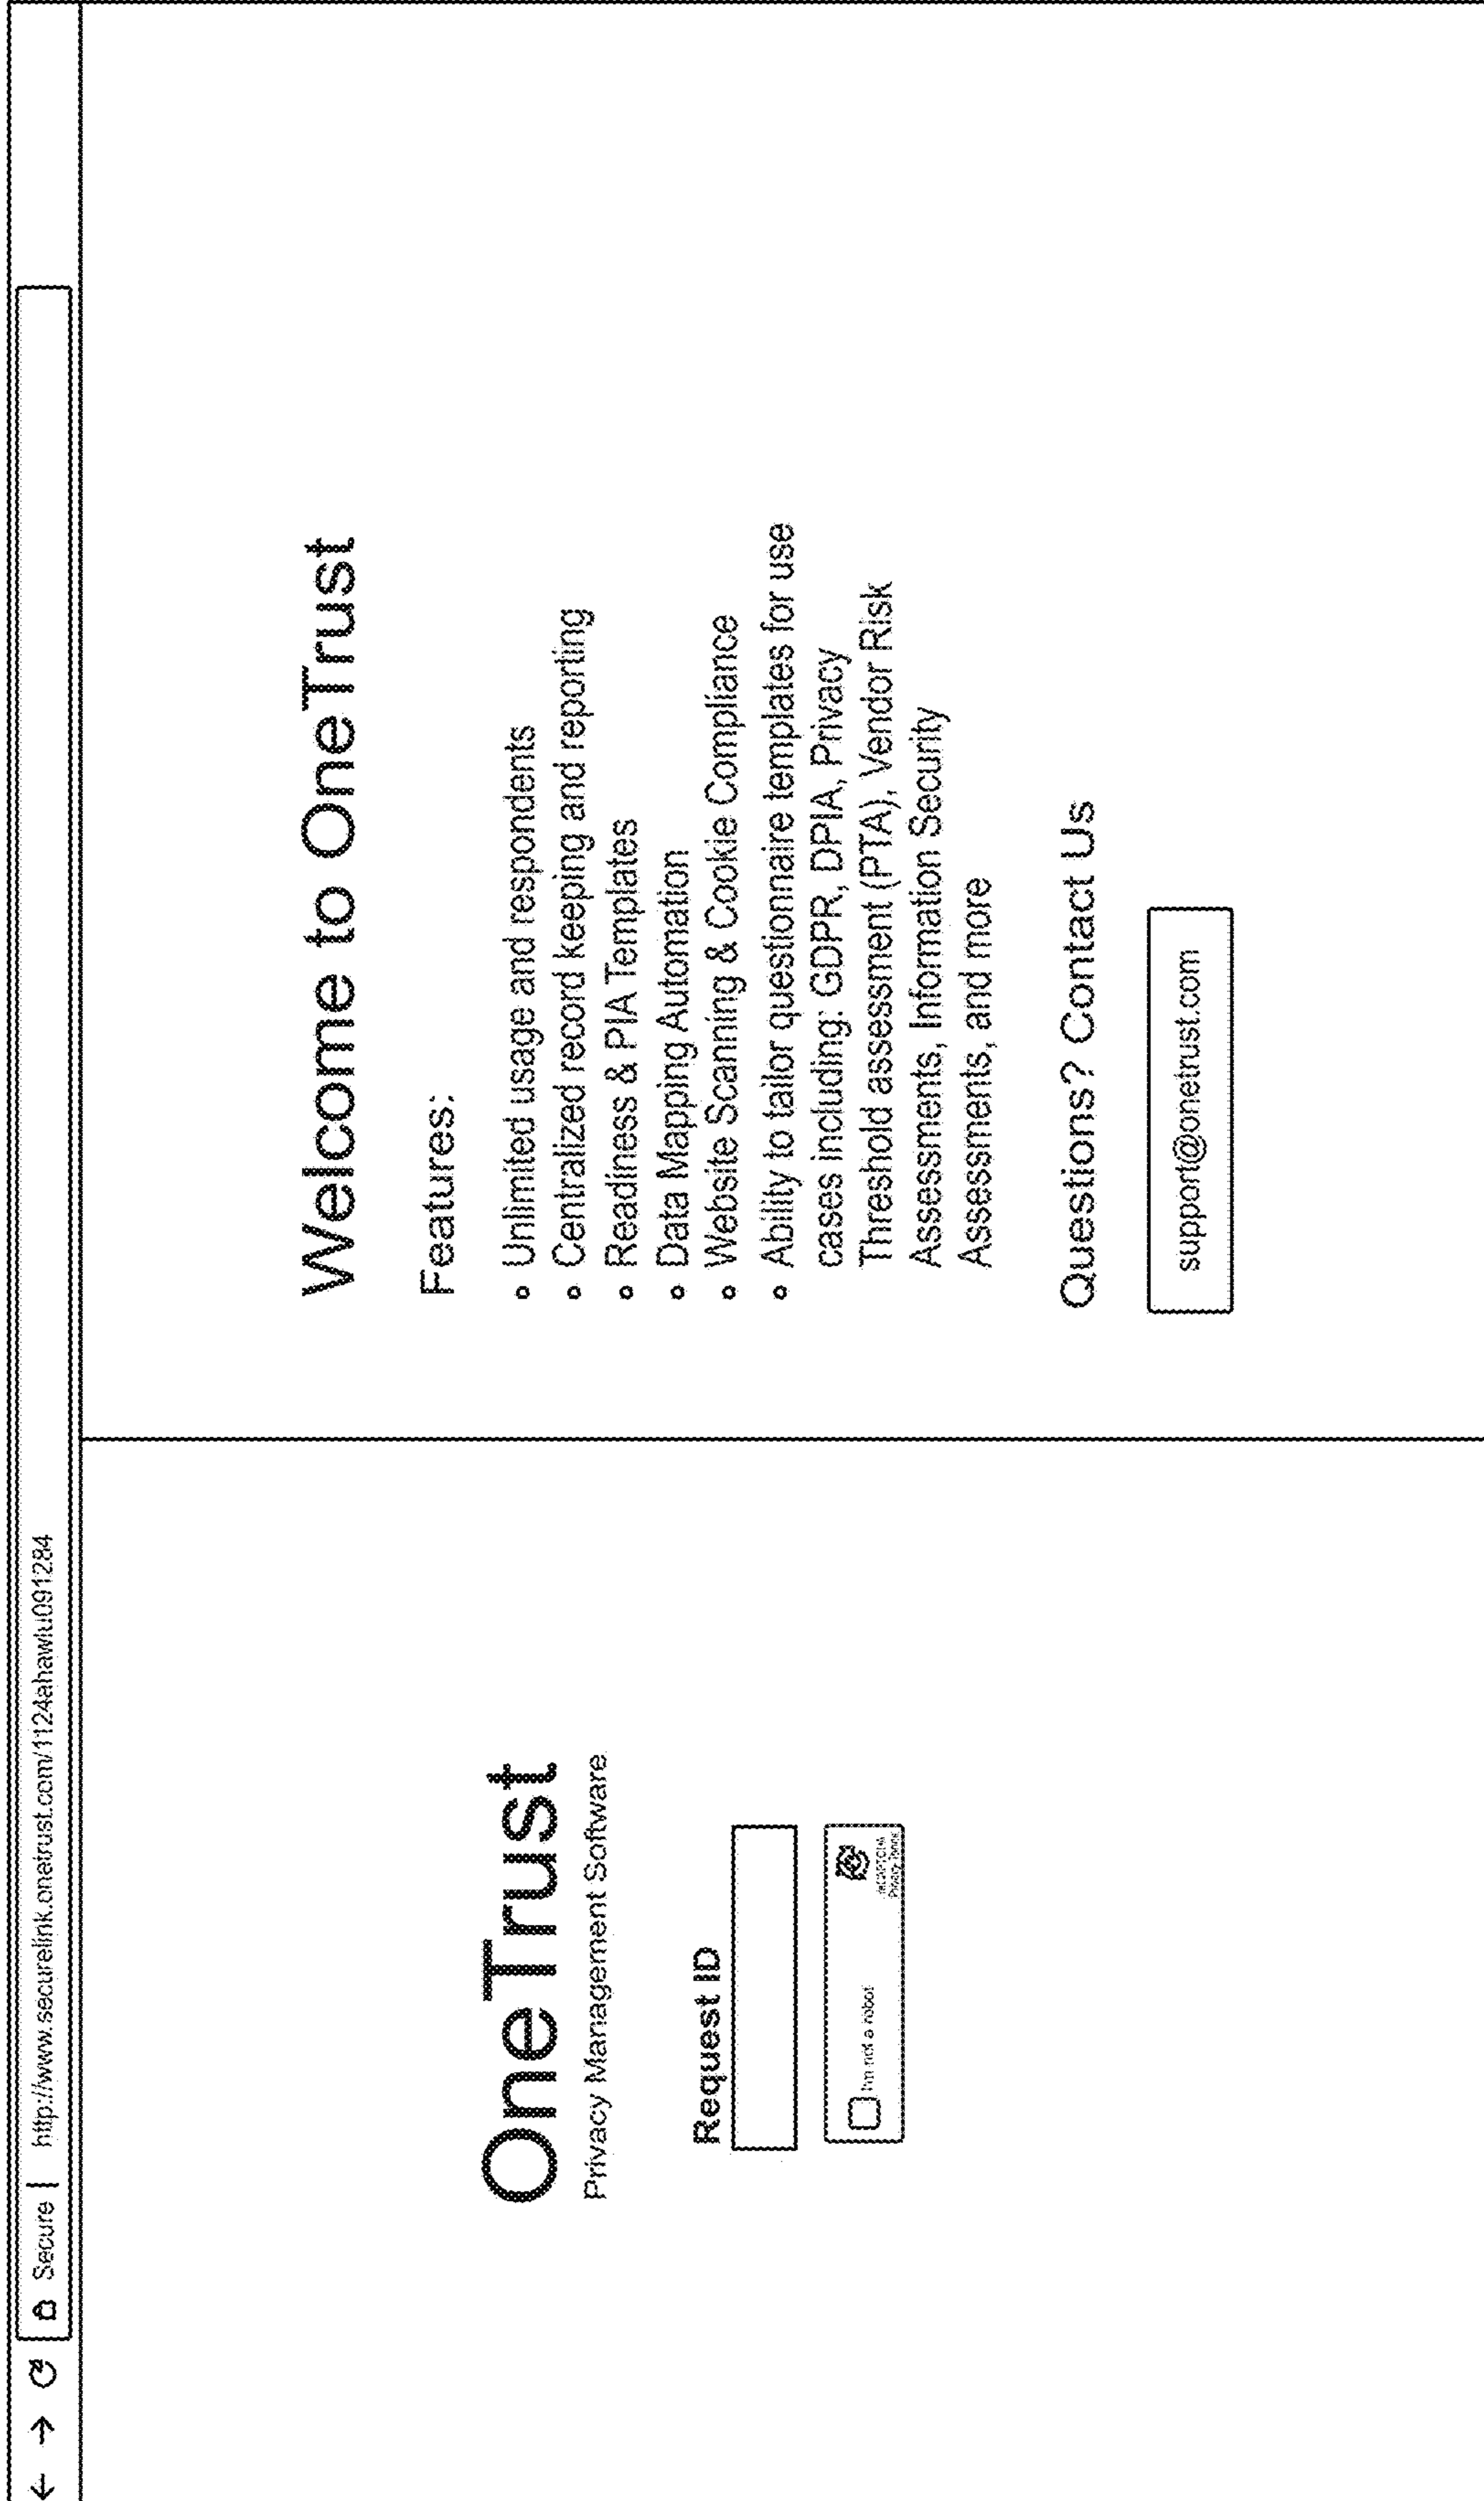 Secure | http://www.securelink.onetrust.com/1124ahawlu091284
OneTrust
Privacy Management Software
Request ID
I'm not a robot
reCAPTCHA
Welcome to OneTrust
Features:
Unlimited usage and respondents
Centralized record keeping and reporting
Readiness & PIA Templates
Data Mapping Automation
Website Scanning & Cookie Compliance
Ability to tailor questionnaire templates for use
cases including: GDPR, DPIA, Privacy
Threshold assessment (PTA), Vendor Risk
Assessments, Information Security
Assessments, and more
Questions? Contact Us
support@onetrust.com